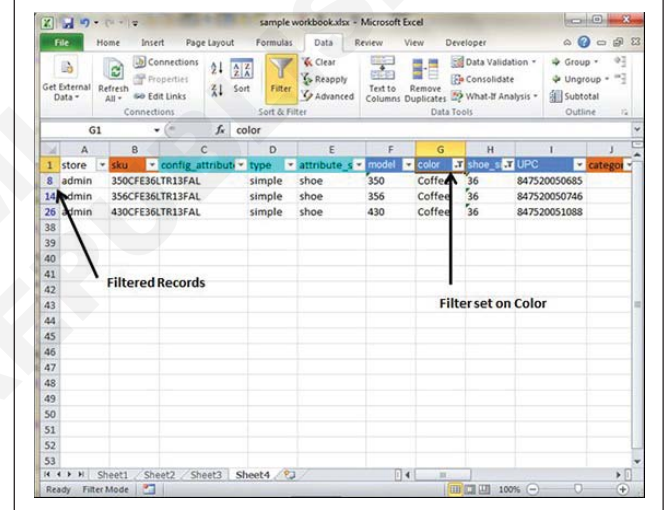 sample workbook.xlsx - Microsoft Excel
File Home Insert Page Layout Formulas Data Review View Developer
Get External Data
Refresh All
Connections
Properties
Edit Links
Connections
Sort
Filter
Clear
Reapply
Advanced
Sort & Filter
Text to Columns
Remove Duplicates
Data Validation
Consolidate
What-If Analysis
Data Tools
Group
Ungroup
Subtotal
Outline
G1 fx color
A B C D E F G H I J
1 store sku config_attribut type attribute_s model color shoe_si UPC categor
8 admin 350CFE36LTR13FAL simple shoe 350 Coffee 36 847520050685
14 admin 356CFE36LTR13FAL simple shoe 356 Coffee 36 847520050746
26 admin 430CFE36LTR13FAL simple shoe 430 Coffee 36 847520051088
38
39
40
41
Filtered Records
42
43
Filter set on Color
44
45
46
47
48
49
50
51
52
53
Sheet1 Sheet2 Sheet3 Sheet4
Ready Filter Mode 100%